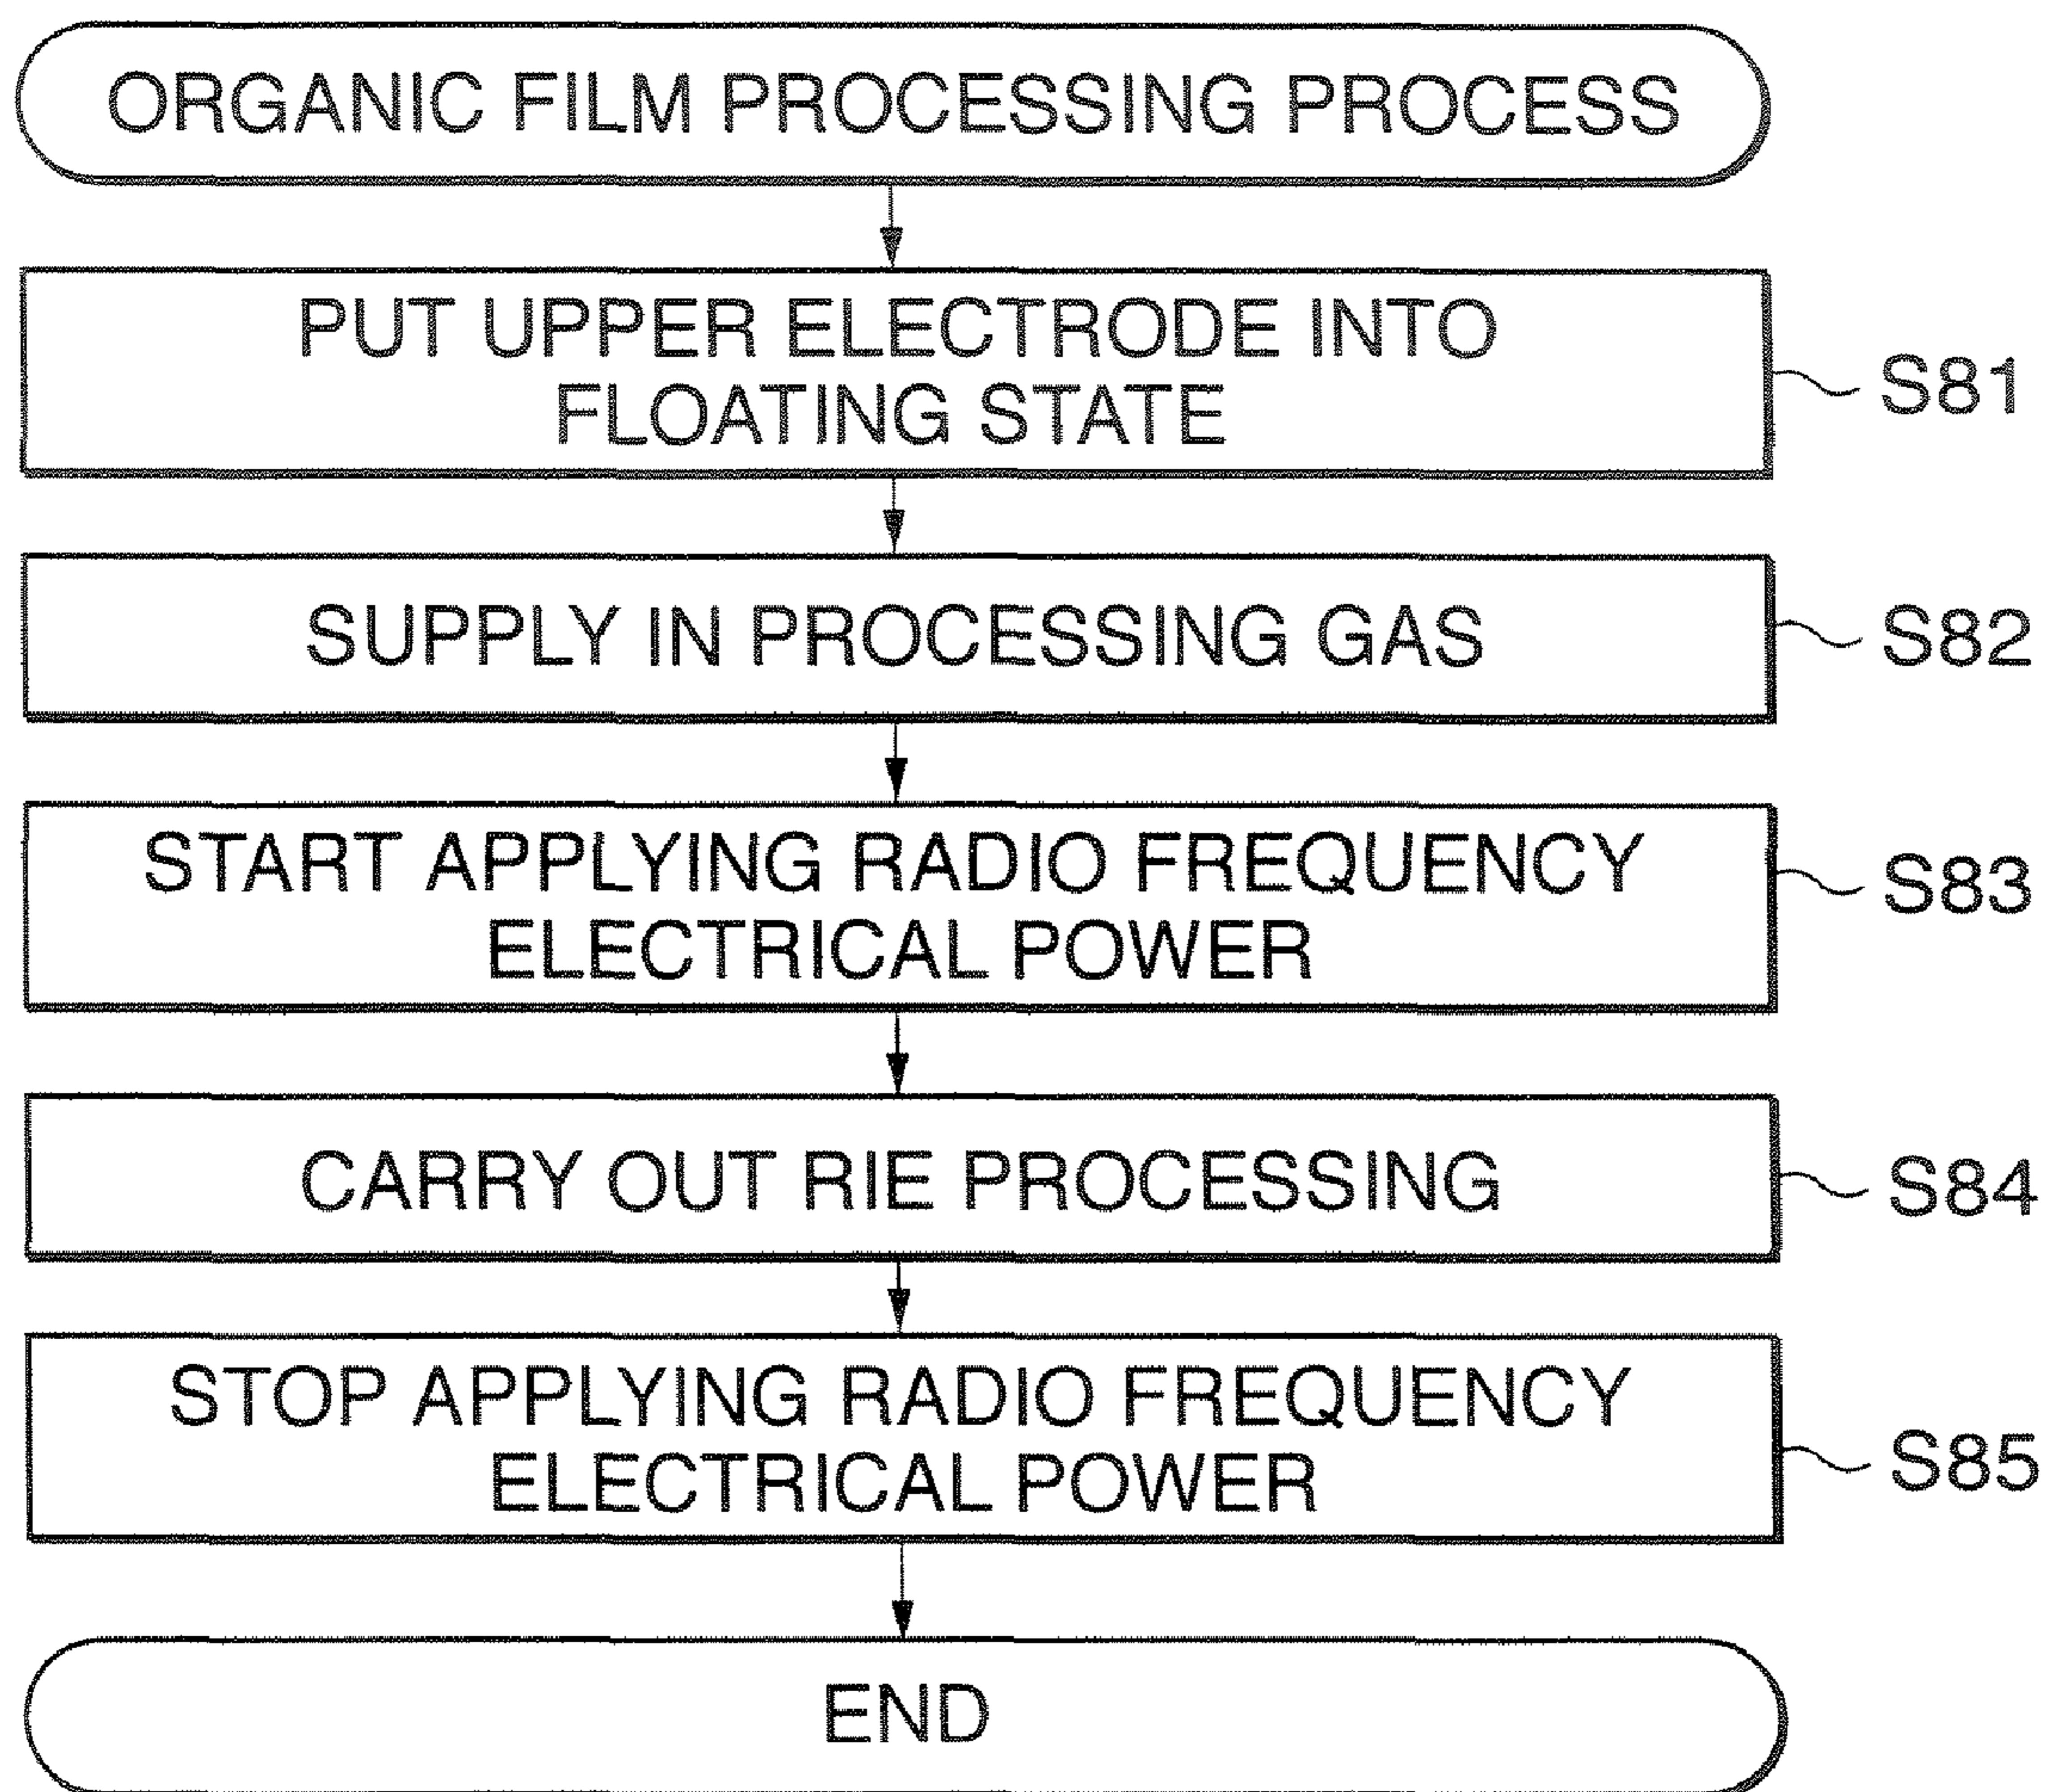 ORGANIC FILM PROCESSING PROCESS
PUT UPPER ELECTRODE INTO
FLOATING STATE
S81
SUPPLY IN PROCESSING GAS
S82
START APPLYING RADIO FREQUENCY
ELECTRICAL POWER
S83
CARRY OUT RIE PROCESSING
S84
STOP APPLYING RADIO FREQUENCY
ELECTRICAL POWER
S85
END